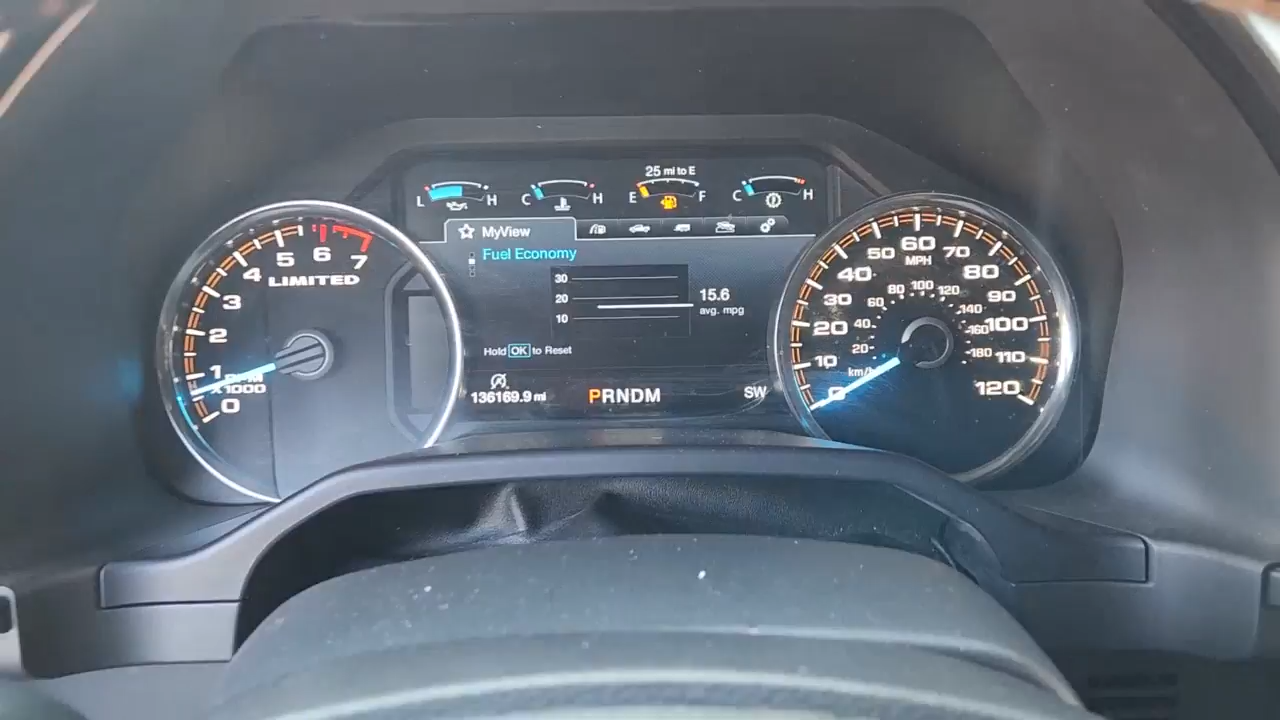 25 mi to E
L H C H E F C H
MyView
Fuel Economy
30
20
10
15.6
avg. mpg
Hold OK to Reset
136169.9 mi
PRNDM
SW
0 1 2 3 4 5 6 7
LIMITED
RPM
X1000
0 10 20 30 40 50 60 70 80 90 100 110 120
MPH
20 40 60 80 100 120 140 160 180
km/h